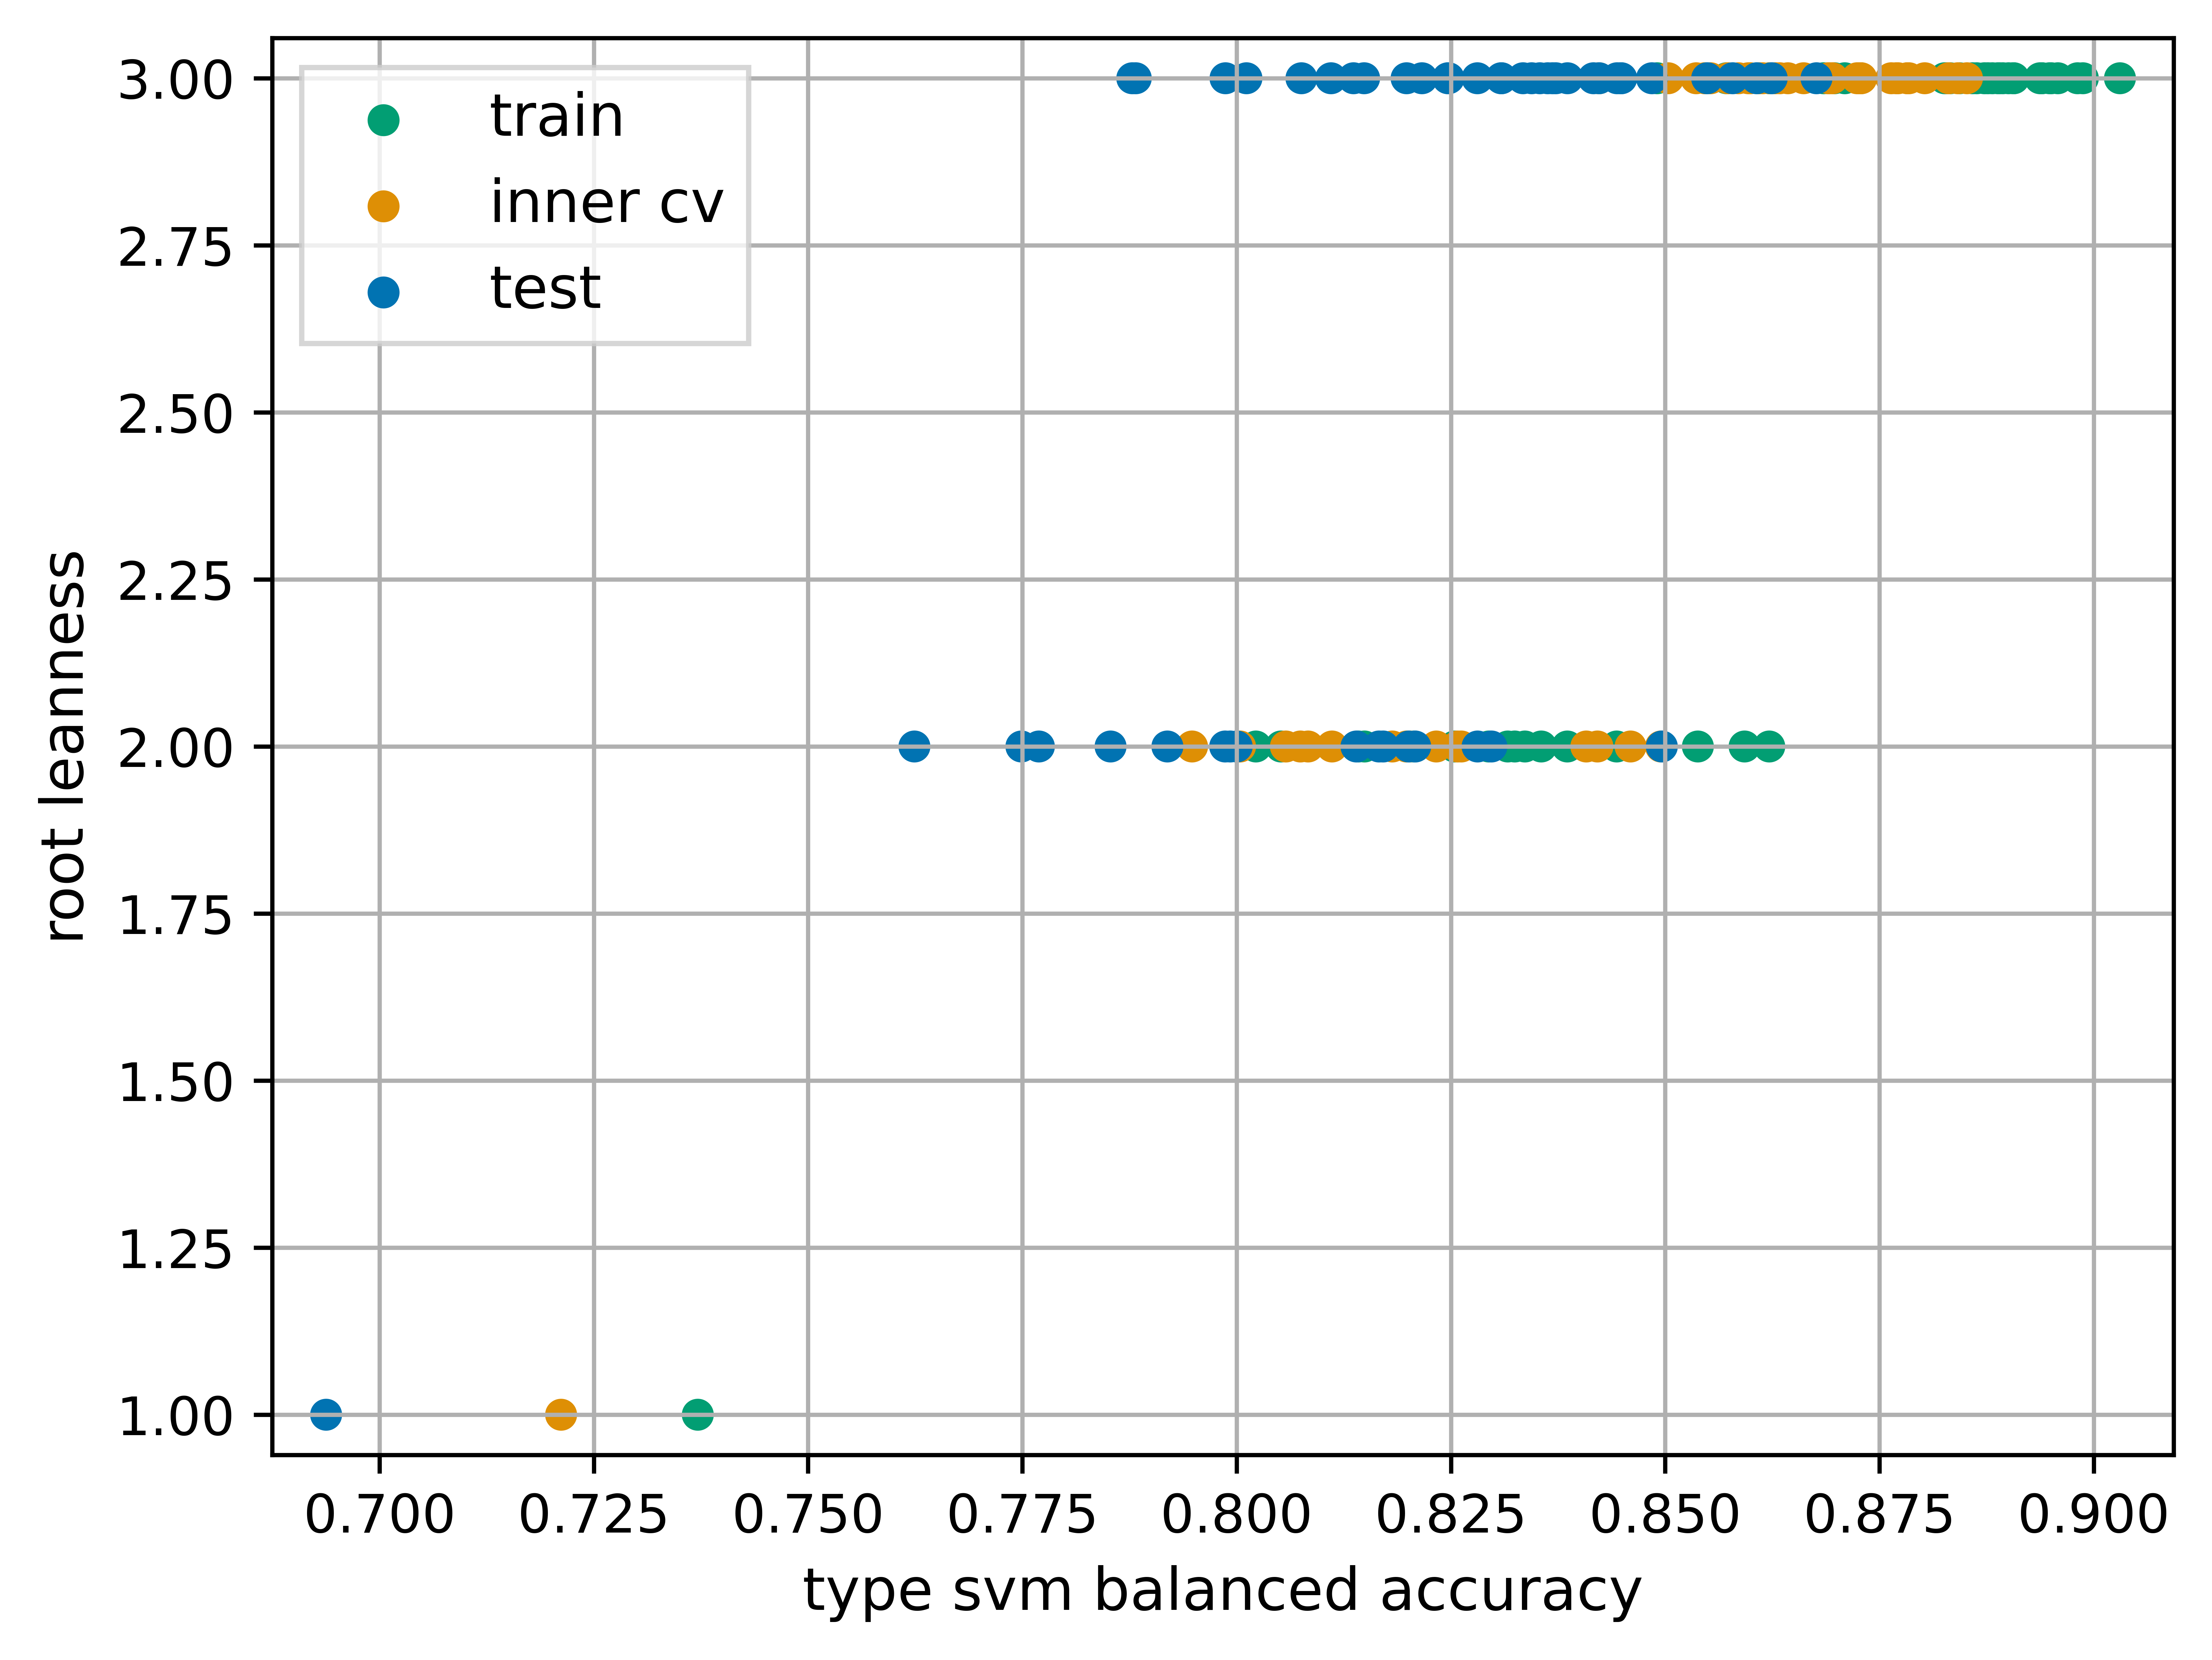 train
inner cv
test
3.00
2.75
2.50
2.25
2.00
1.75
1.50
1.25
1.00
root leanness
0.700 0.725 0.750 0.775 0.800 0.825 0.850 0.875 0.900
type svm balanced accuracy